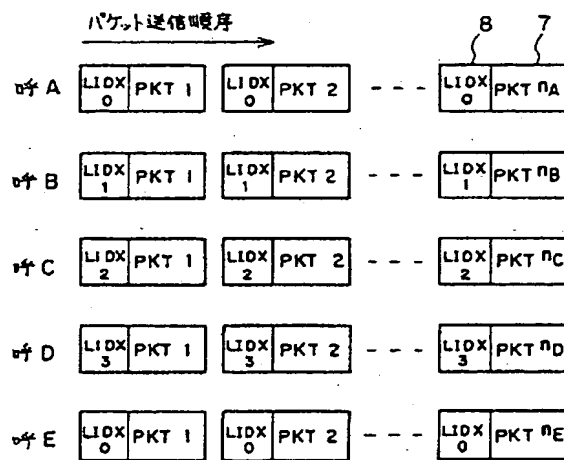 パケット送信順序
8 7
呼A LIDX 0 PKT 1 LIDX 0 PKT 2 --- LIDX 0 PKT nA
呼B LIDX 1 PKT 1 LIDX 1 PKT 2 --- LIDX 1 PKT nB
呼C LIDX 2 PKT 1 LIDX 2 PKT 2 --- LIDX 2 PKT nC
呼D LIDX 3 PKT 1 LIDX 3 PKT 2 --- LIDX 3 PKT nD
呼E LIDX 0 PKT 1 LIDX 0 PKT 2 --- LIDX 0 PKT nE